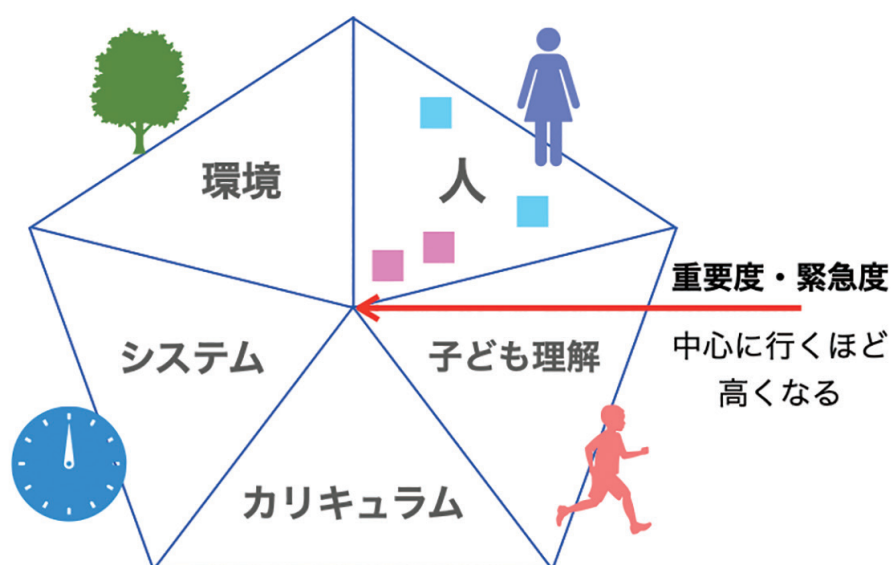 環境
人
重要度・緊急度
中心に行くほど
高くなる
システム
子ども理解
カリキュラム